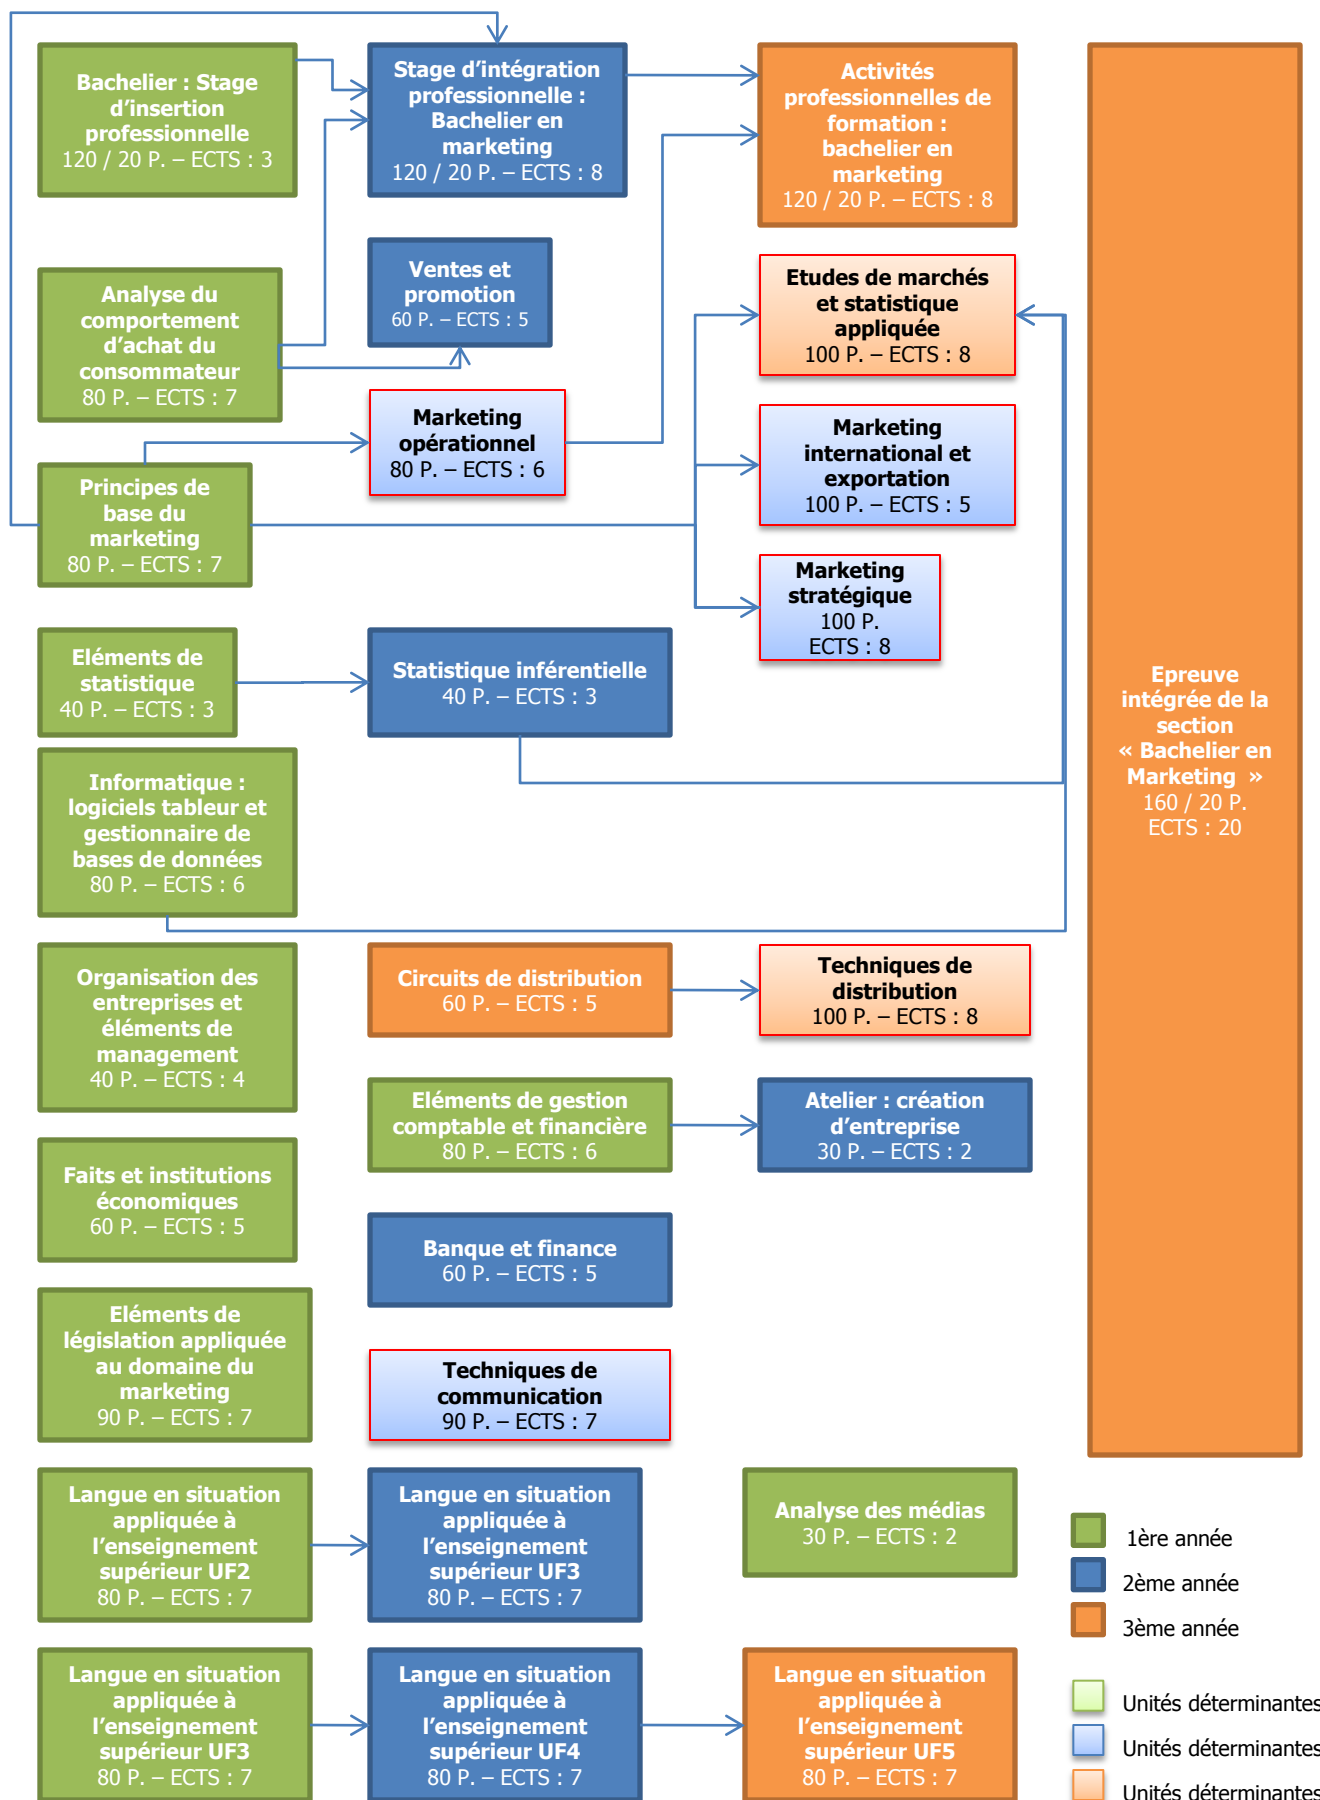 Bachelier : Stage
d’insertion
professionnelle
120 / 20 P. – ECTS : 3
Stage d’intégration
professionnelle :
Bachelier en
marketing
120 / 20 P. – ECTS : 8
Activités
professionnelles de
formation :
bachelier en
marketing
120 / 20 P. – ECTS : 8
Analyse du
comportement
d’achat du
consommateur
80 P. – ECTS : 7
Ventes et
promotion
60 P. – ECTS : 5
Etudes de marchés
et statistique
appliquée
100 P. – ECTS : 8
Marketing
opérationnel
80 P. – ECTS : 6
Marketing
international et
exportation
100 P. – ECTS : 5
Principes de
base du
marketing
80 P. – ECTS : 7
Marketing
stratégique
100 P.
ECTS : 8
Eléments de
statistique
40 P. – ECTS : 3
Statistique inférentielle
40 P. – ECTS : 3
Epreuve
intégrée de la
section
« Bachelier en
Marketing »
160 / 20 P.
ECTS : 20
Informatique :
logiciels tableur et
gestionnaire de
bases de données
80 P. – ECTS : 6
Organisation des
entreprises et
éléments de
management
40 P. – ECTS : 4
Circuits de distribution
60 P. – ECTS : 5
Techniques de
distribution
100 P. – ECTS : 8
Eléments de gestion
comptable et financière
80 P. – ECTS : 6
Atelier : création
d’entreprise
30 P. – ECTS : 2
Faits et institutions
économiques
60 P. – ECTS : 5
Banque et finance
60 P. – ECTS : 5
Eléments de
législation appliquée
au domaine du
marketing
90 P. – ECTS : 7
Techniques de
communication
90 P. – ECTS : 7
Langue en situation
appliquée à
l’enseignement
supérieur UF2
80 P. – ECTS : 7
Langue en situation
appliquée à
l’enseignement
supérieur UF3
80 P. – ECTS : 7
Analyse des médias
30 P. – ECTS : 2
1ère année
2ème année
3ème année
Langue en situation
appliquée à
l’enseignement
supérieur UF3
80 P. – ECTS : 7
Langue en situation
appliquée à
l’enseignement
supérieur UF4
80 P. – ECTS : 7
Langue en situation
appliquée à
l’enseignement
supérieur UF5
80 P. – ECTS : 7
Unités déterminantes
Unités déterminantes
Unités déterminantes